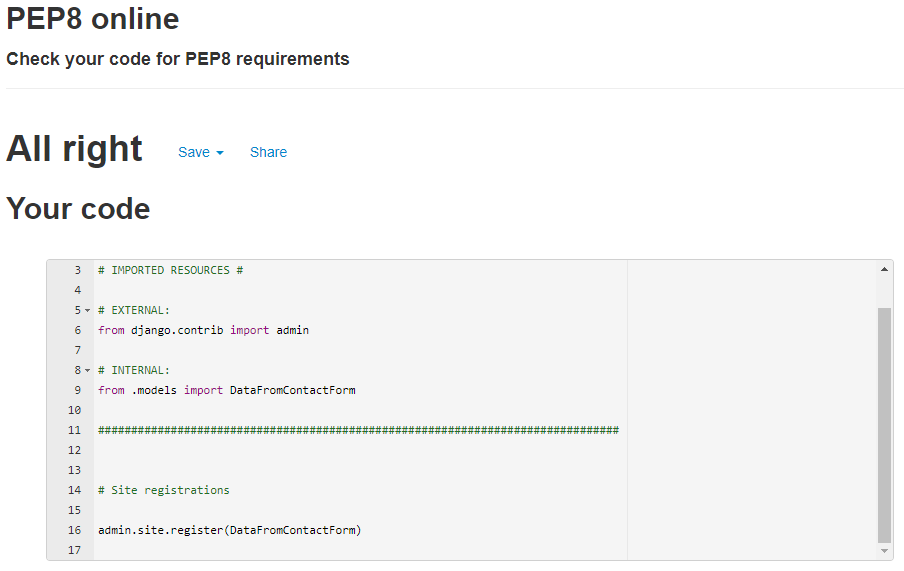 PEP8 online
Check your code for PEP8 requirements
All right Save Share
Your code
3 # IMPORTED RESOURCES #
4
5 # EXTERNAL:
6 from django.contrib import admin
7
8 # INTERNAL:
9 from .models import DataFromContactForm
10
11 ###############################################################################
12
13
14 # Site registrations
15
16 admin.site.register(DataFromContactForm)
17